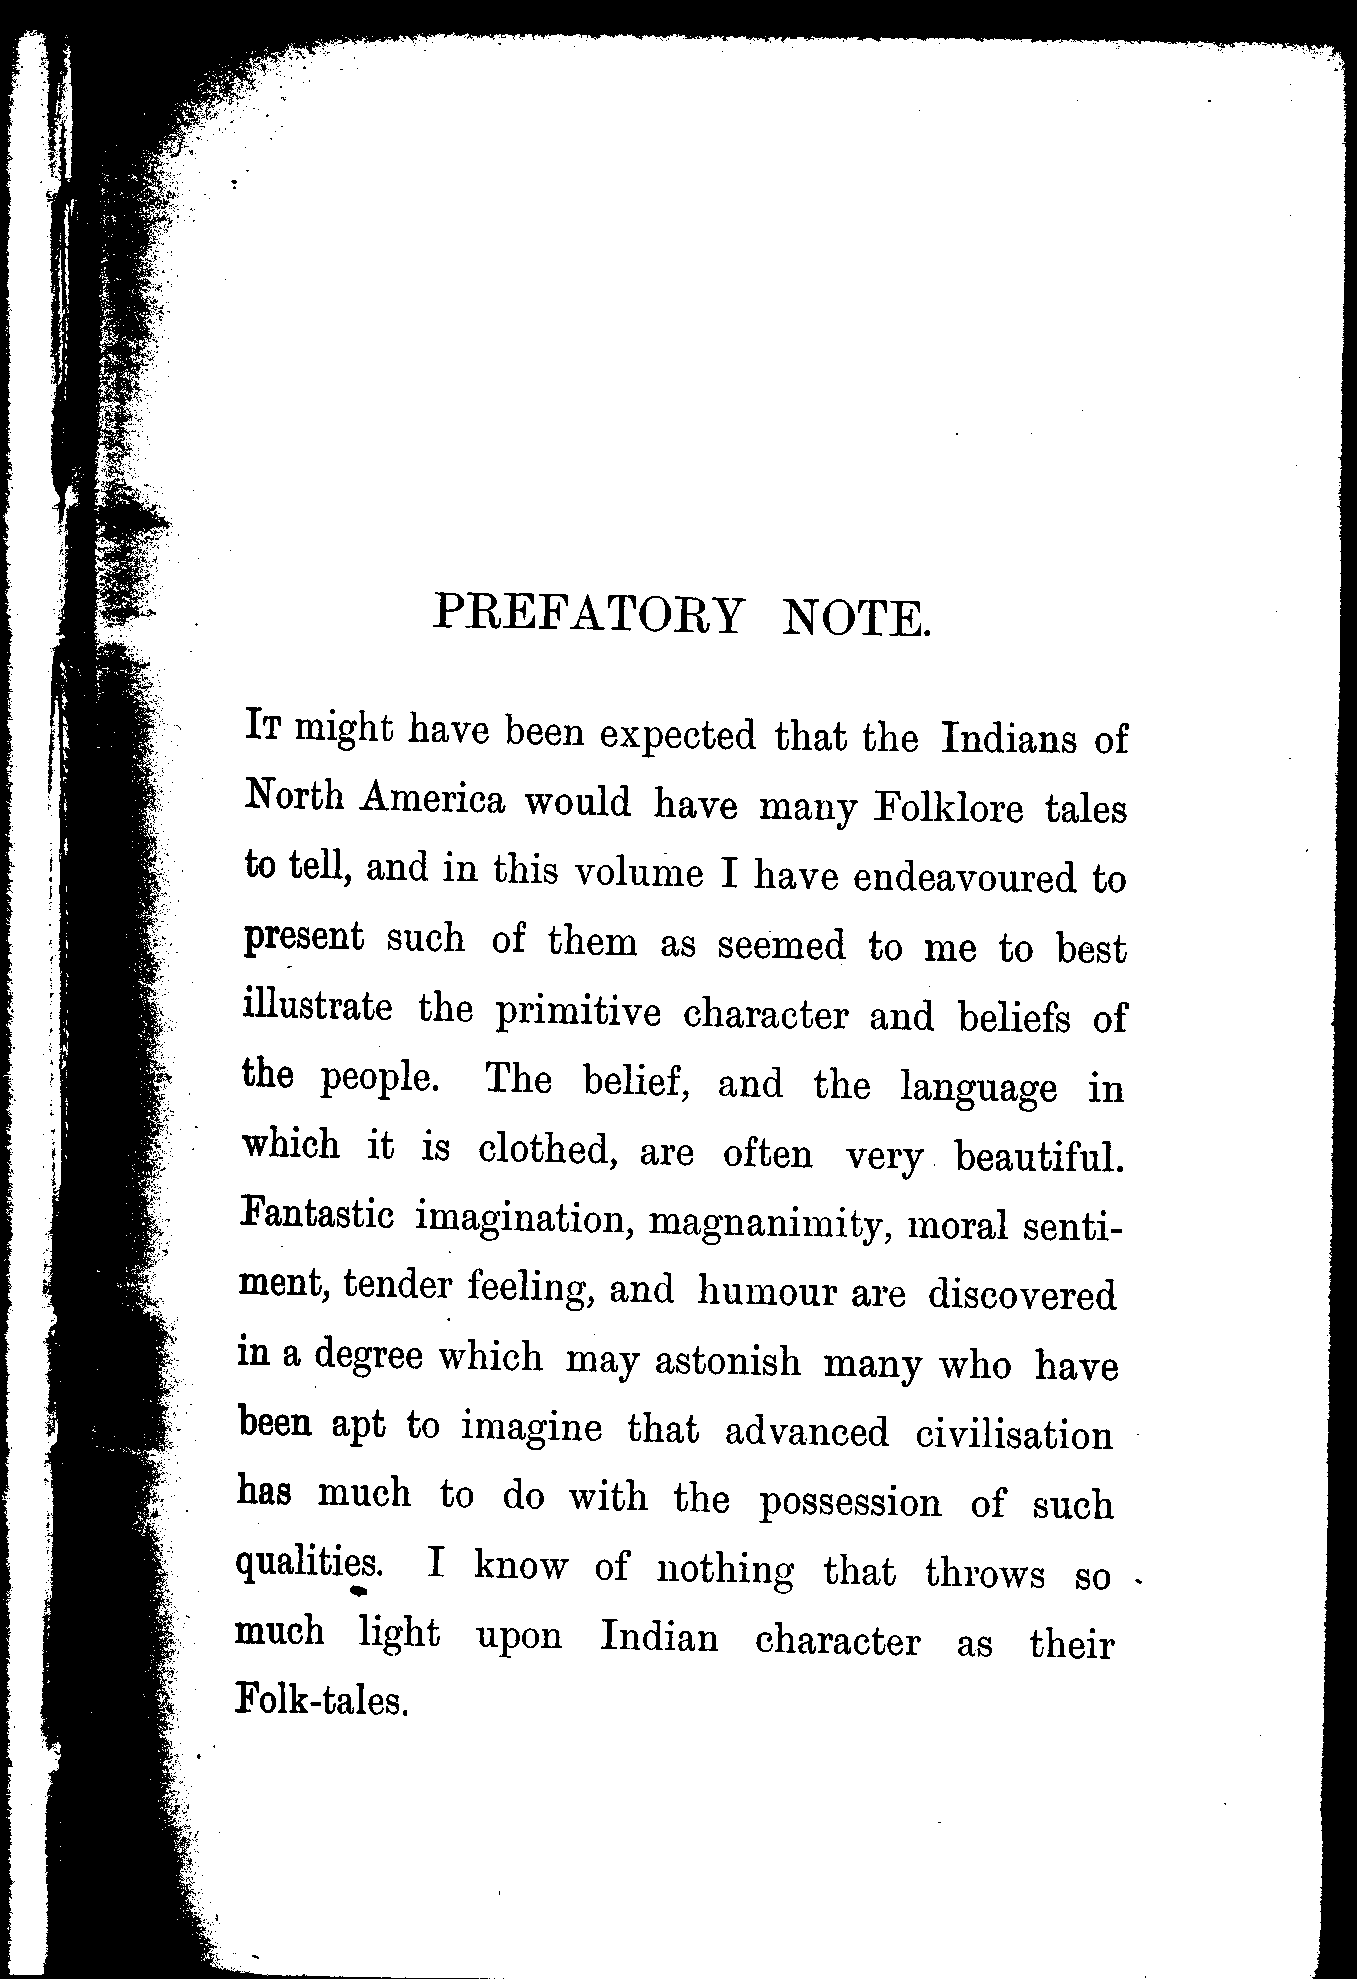 PREFATORY NOTE.
IT might have been expected that the Indians of
North America would have many Folklore tales
to tell, and in this volume I have endeavoured to
present such of them as seemed to me to best
illustrate the primitive character and beliefs of
the people. The belief, and the language in
which it is clothed, are often very beautiful.
Fantastic imagination, magnanimity, moral senti-
ment, tender feeling, and humour are discovered
in a degree which may astonish many who have
been apt to imagine that advanced civilisation
has much to do with the possession of such
qualities. I know of nothing that throws so
much light upon Indian character as their
Folk-tales.